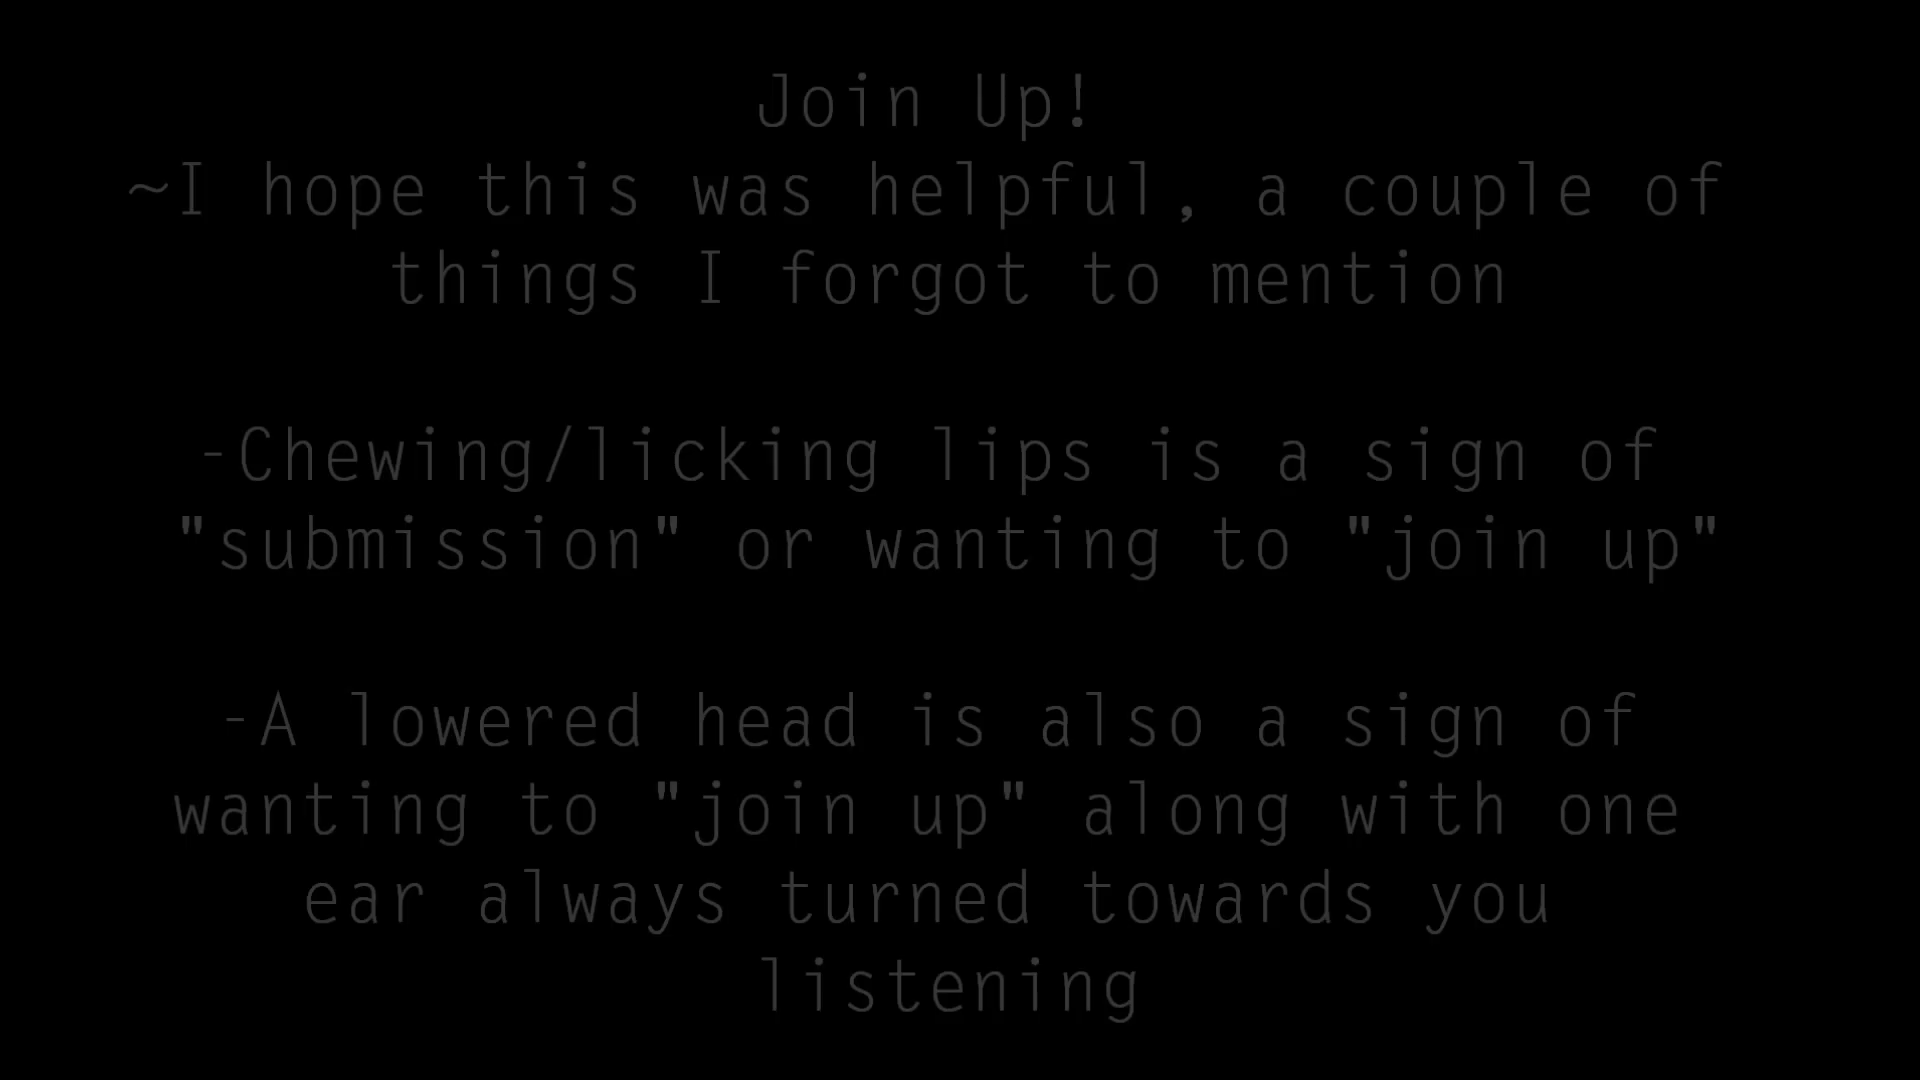 Join Up!
~I hope this was helpful, a couple of
things I forgot to mention
-Chewing/licking lips is a sign of
"submission" or wanting to "join up"
-A lowered head is also a sign of
wanting to "join up" along with one
ear always turned towards you
listening